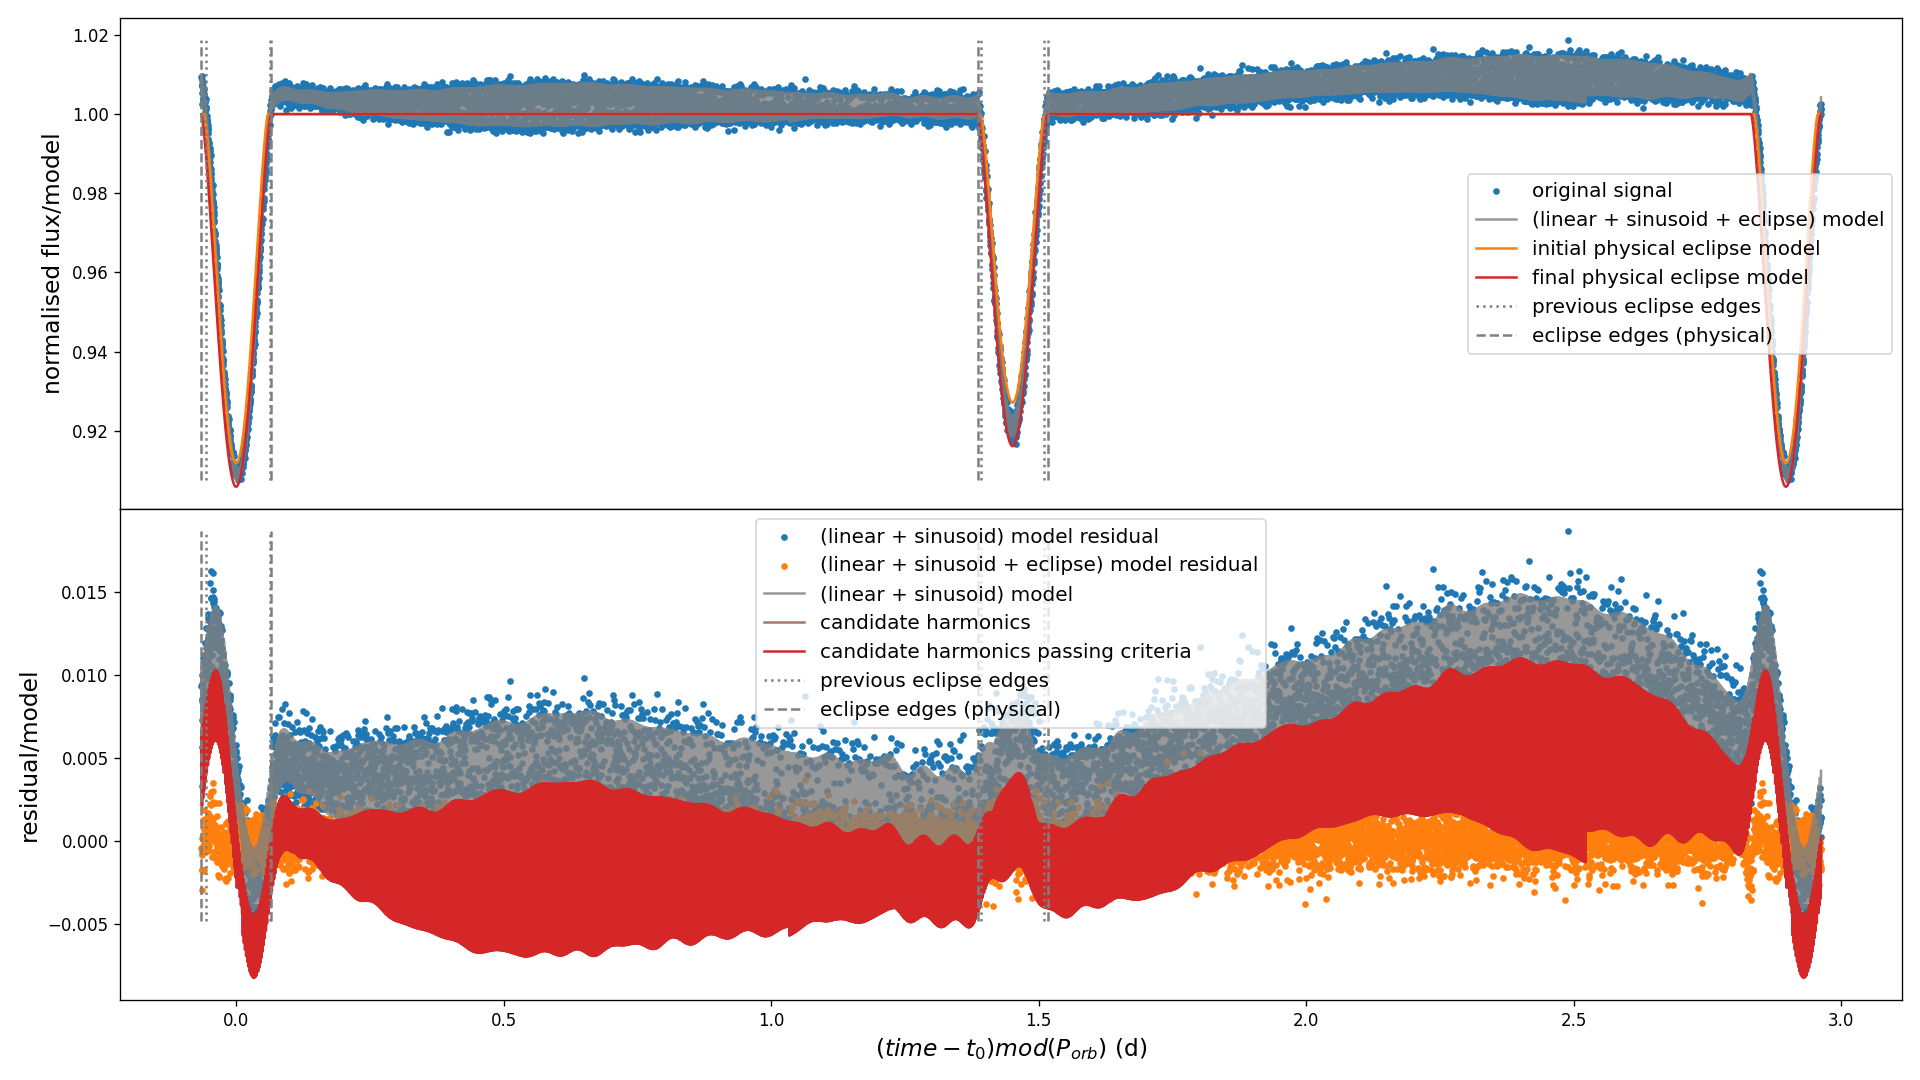 normalised flux/model
1.02
1.00
0.98
0.96
0.94
0.92
original signal
(linear + sinusoid + eclipse) model
initial physical eclipse model
final physical eclipse model
previous eclipse edges
eclipse edges (physical)
residual/model
0.015
0.010
0.005
0.000
−0.005
(linear + sinusoid) model residual
(linear + sinusoid + eclipse) model residual
(linear + sinusoid) model
candidate harmonics
candidate harmonics passing criteria
previous eclipse edges
eclipse edges (physical)
0.0 0.5 1.0 1.5 2.0 2.5 3.0
(time − t₀)mod(Pₒᵣb) (d)